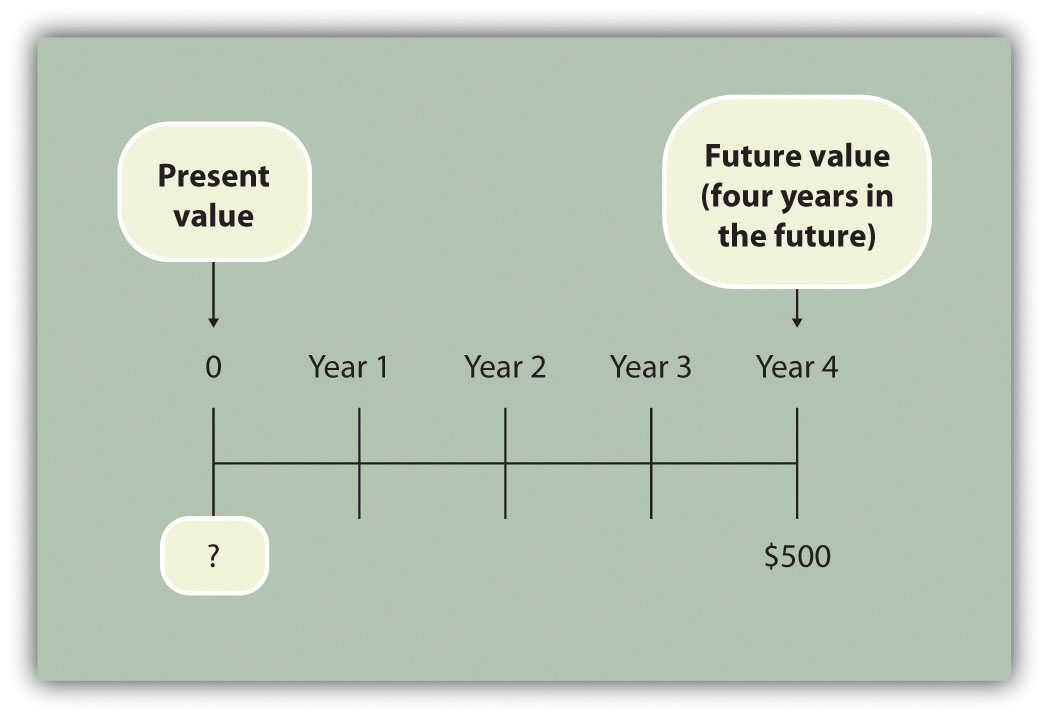 Present
value
Future value
(four years in
the future)
0
Year 1
Year 2
Year 3
Year 4
?
$500